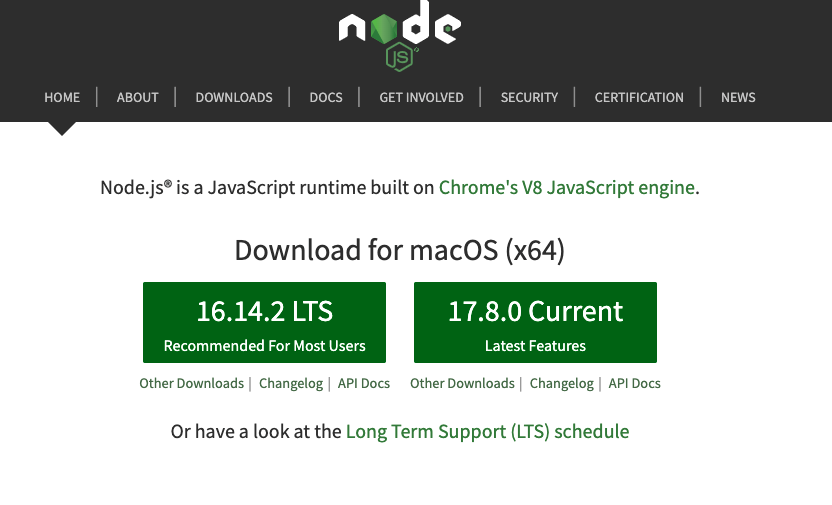 node
JS
HOME | ABOUT | DOWNLOADS | DOCS | GET INVOLVED | SECURITY | CERTIFICATION | NEWS
Node.js® is a JavaScript runtime built on Chrome's V8 JavaScript engine.
Download for macOS (x64)
16.14.2 LTS
Recommended For Most Users
17.8.0 Current
Latest Features
Other Downloads | Changelog | API Docs
Other Downloads | Changelog | API Docs
Or have a look at the Long Term Support (LTS) schedule